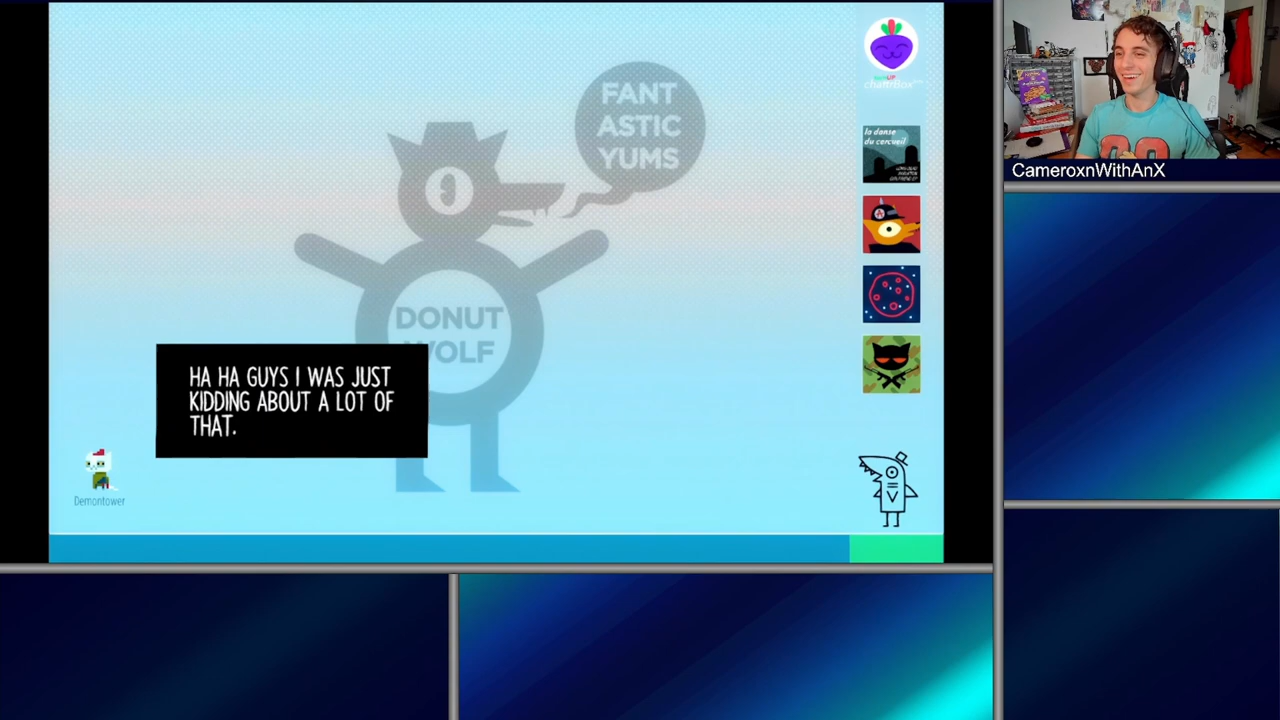 FANT
ASTIC
YUMS
DONUT
WOLF
HA HA GUYS I WAS JUST
KIDDING ABOUT A LOT OF
THAT.
Demontower
chattrBox
la danse
du cercueil
CameroxnWithAnX